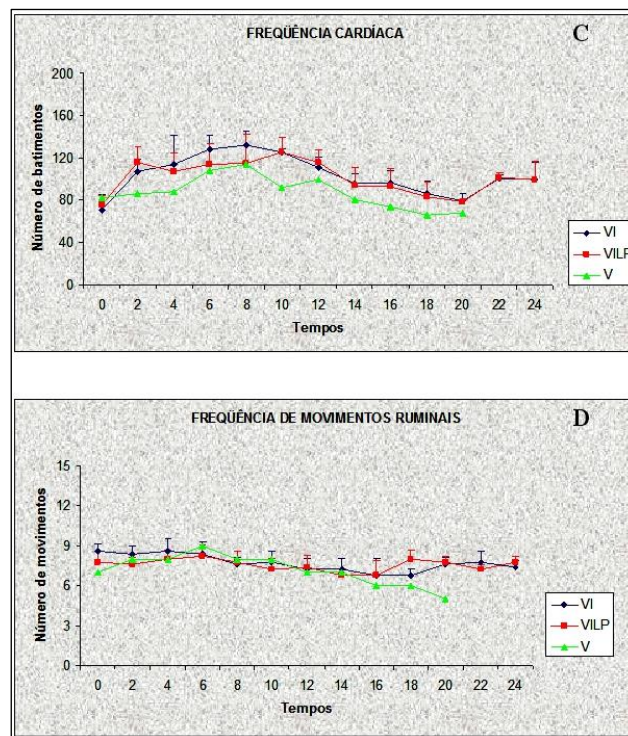 FREQÜÊNCIA CARDÍACA
C
Número de batimentos
200
160
120
80
40
0
0 2 4 6 8 10 12 14 16 18 20 22 24
Tempos
VI
VILP
V
FREQÜÊNCIA DE MOVIMENTOS RUMINAIS
D
Número de movimentos
15
12
9
6
3
0
0 2 4 6 8 10 12 14 16 18 20 22 24
Tempos
VI
VILP
V